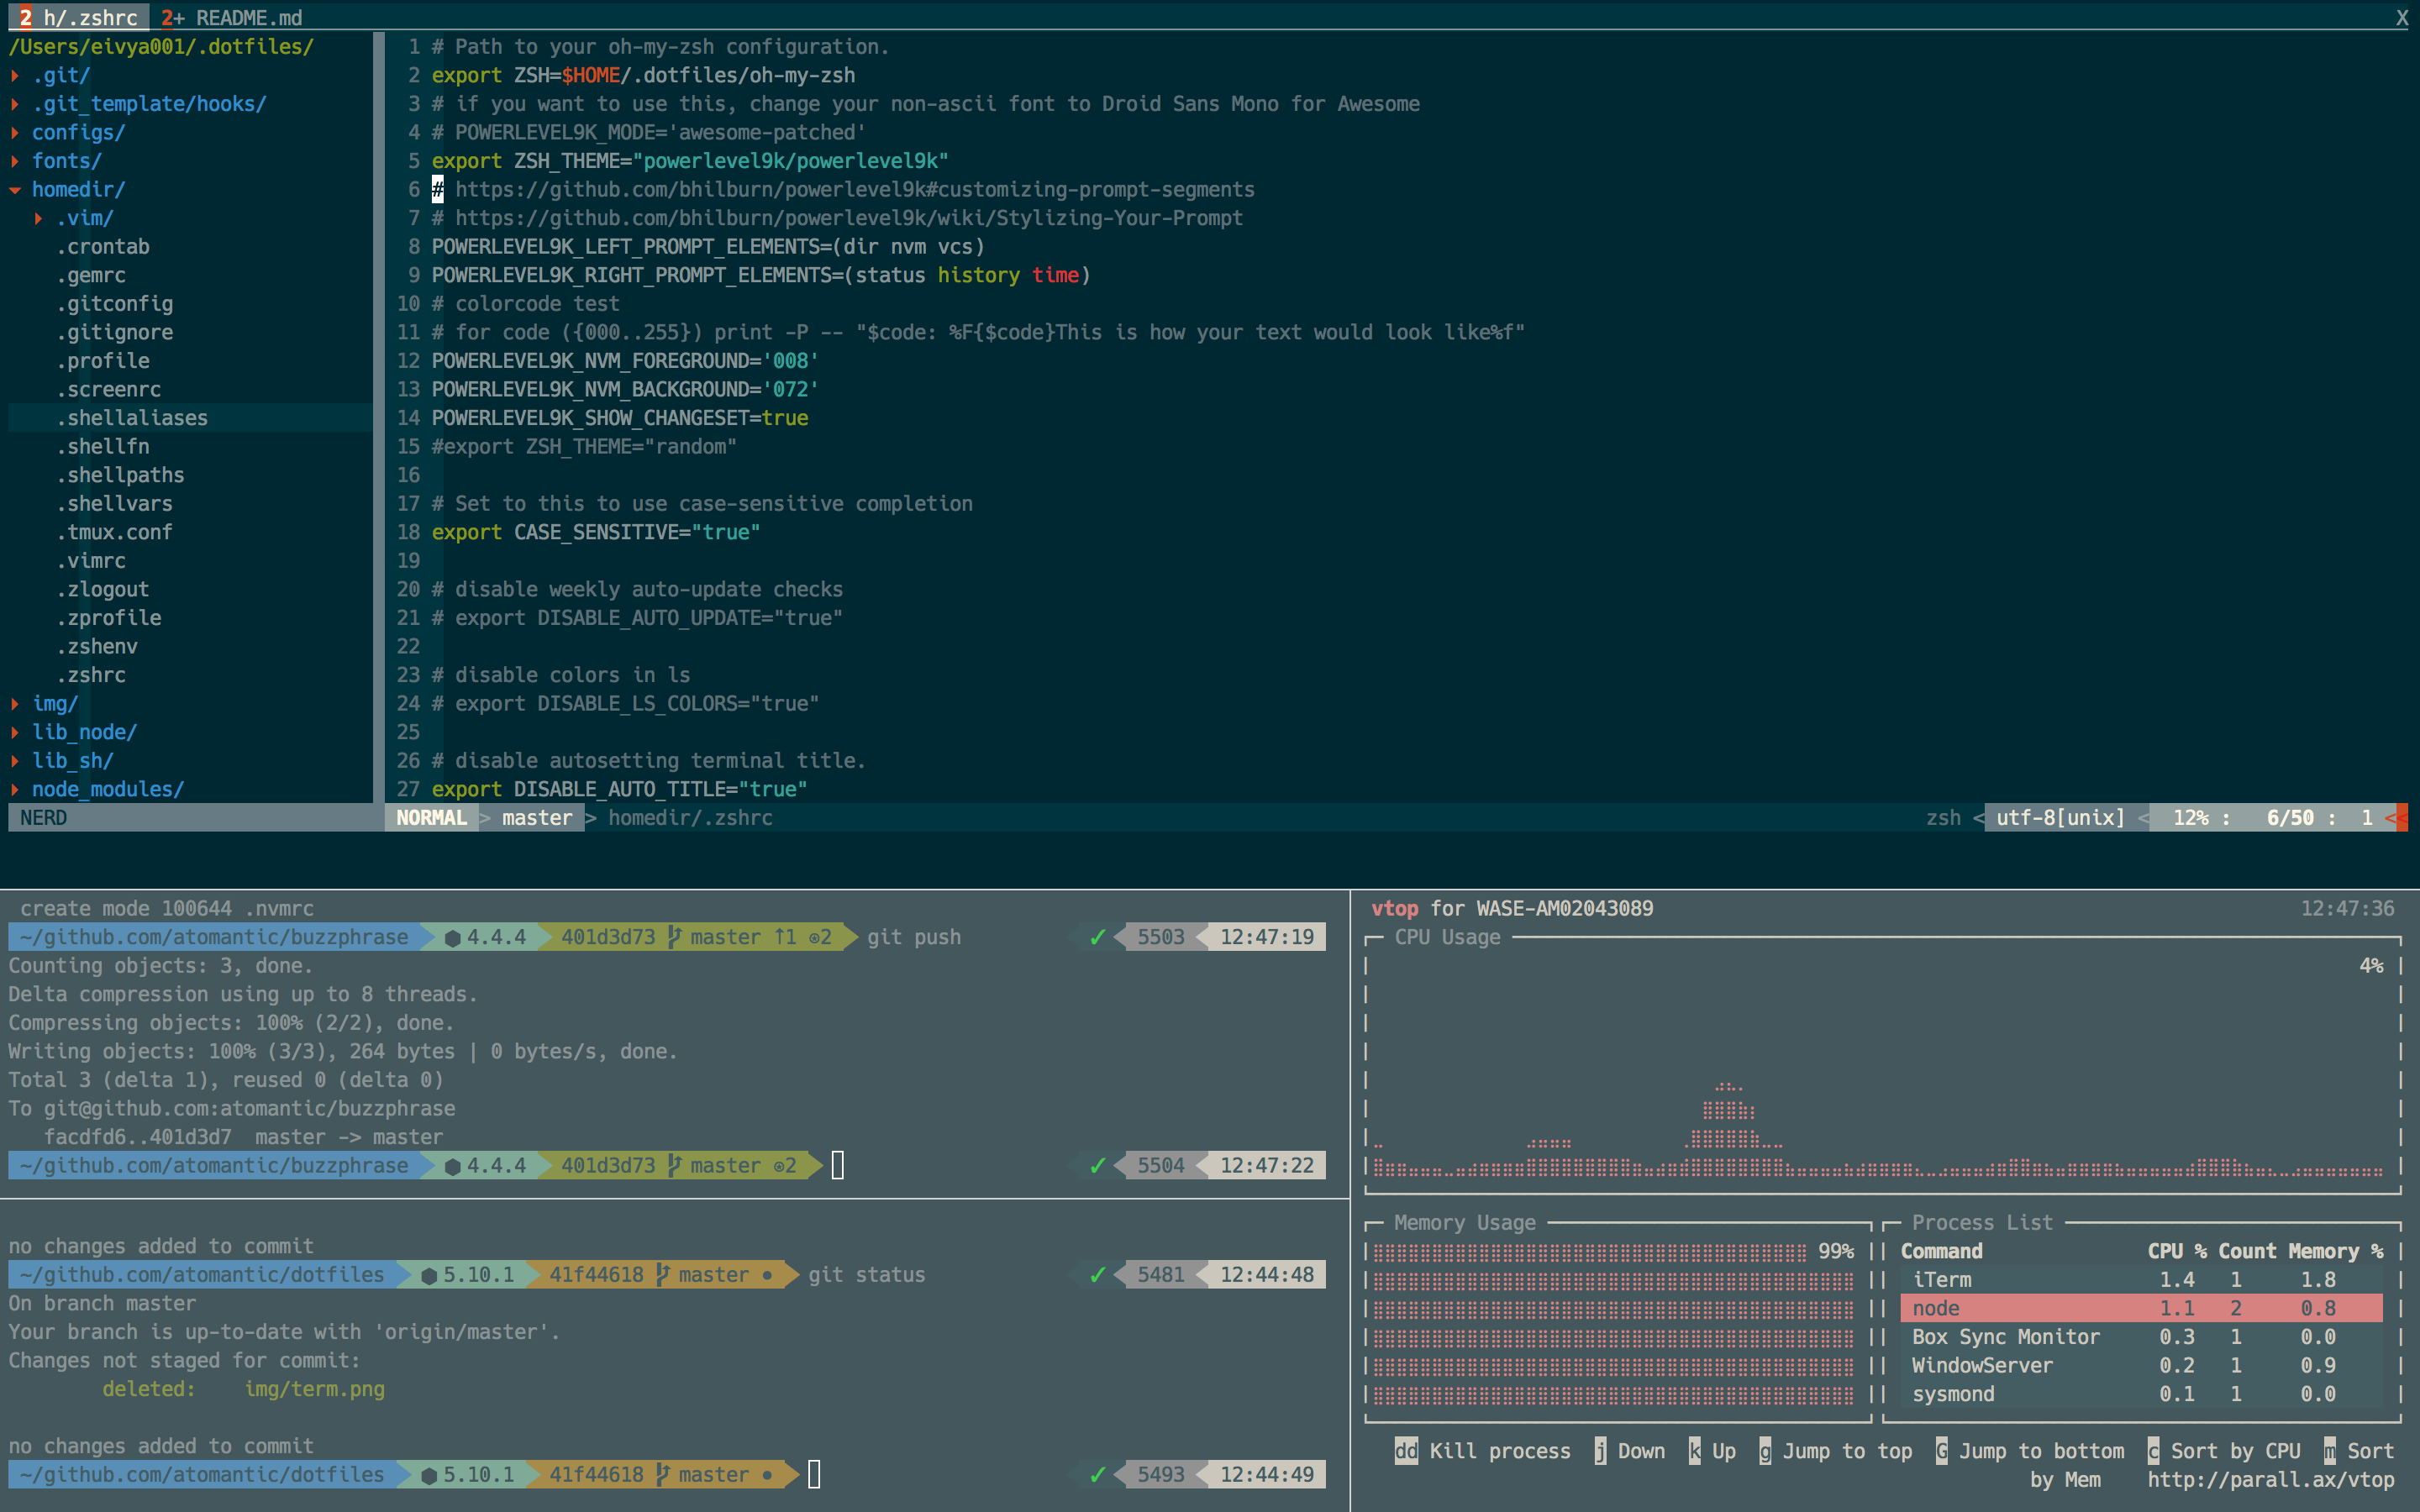 2 h/.zshrc 2+ README.md X
/Users/eivya001/.dotfiles/
.git/
.git_template/hooks/
configs/
fonts/
homedir/
.vim/
.crontab
.gemrc
.gitconfig
.gitignore
.profile
.screenrc
.shellaliases
.shellfn
.shellpaths
.shellvars
.tmux.conf
.vimrc
.zlogout
.zprofile
.zshenv
.zshrc
img/
lib_node/
lib_sh/
node_modules/
NERD
1 # Path to your oh-my-zsh configuration.
2 export ZSH=$HOME/.dotfiles/oh-my-zsh
3 # if you want to use this, change your non-ascii font to Droid Sans Mono for Awesome
4 # POWERLEVEL9K_MODE='awesome-patched'
5 export ZSH_THEME="powerlevel9k/powerlevel9k"
6 # https://github.com/bhilburn/powerlevel9k#customizing-prompt-segments
7 # https://github.com/bhilburn/powerlevel9k/wiki/Stylizing-Your-Prompt
8 POWERLEVEL9K_LEFT_PROMPT_ELEMENTS=(dir nvm vcs)
9 POWERLEVEL9K_RIGHT_PROMPT_ELEMENTS=(status history time)
10 # colorcode test
11 # for code ({000..255}) print -P -- "$code: %F{$code}This is how your text would look like%f"
12 POWERLEVEL9K_NVM_FOREGROUND='008'
13 POWERLEVEL9K_NVM_BACKGROUND='072'
14 POWERLEVEL9K_SHOW_CHANGESET=true
15 #export ZSH_THEME="random"
16
17 # Set to this to use case-sensitive completion
18 export CASE_SENSITIVE="true"
19
20 # disable weekly auto-update checks
21 # export DISABLE_AUTO_UPDATE="true"
22
23 # disable colors in ls
24 # export DISABLE_LS_COLORS="true"
25
26 # disable autosetting terminal title.
27 export DISABLE_AUTO_TITLE="true"
NORMAL > master > homedir/.zshrc zsh < utf-8[unix] < 12% : 6/50 : 1 <<
create mode 100644 .nvmrc
~/github.com/atomantic/buzzphrase ⬢ 4.4.4 401d3d73 master ↑1 ⊙2 git push ✓ 5503 12:47:19
Counting objects: 3, done.
Delta compression using up to 8 threads.
Compressing objects: 100% (2/2), done.
Writing objects: 100% (3/3), 264 bytes | 0 bytes/s, done.
Total 3 (delta 1), reused 0 (delta 0)
To git@github.com:atomantic/buzzphrase
facdfd6..401d3d7 master -> master
~/github.com/atomantic/buzzphrase ⬢ 4.4.4 401d3d73 master ⊙2 ✓ 5504 12:47:22
no changes added to commit
~/github.com/atomantic/dotfiles ⬢ 5.10.1 41f44618 master ● git status ✓ 5481 12:44:48
On branch master
Your branch is up-to-date with 'origin/master'.
Changes not staged for commit:
deleted: img/term.png
no changes added to commit
~/github.com/atomantic/dotfiles ⬢ 5.10.1 41f44618 master ● ✓ 5493 12:44:49
vtop for WASE-AM02043089 12:47:36
CPU Usage
4%
Memory Usage
99%
Process List
Command CPU % Count Memory %
iTerm 1.4 1 1.8
node 1.1 2 0.8
Box Sync Monitor 0.3 1 0.0
WindowServer 0.2 1 0.9
sysmond 0.1 1 0.0
dd Kill process j Down k Up g Jump to top G Jump to bottom c Sort by CPU m Sort
by Mem http://parall.ax/vtop